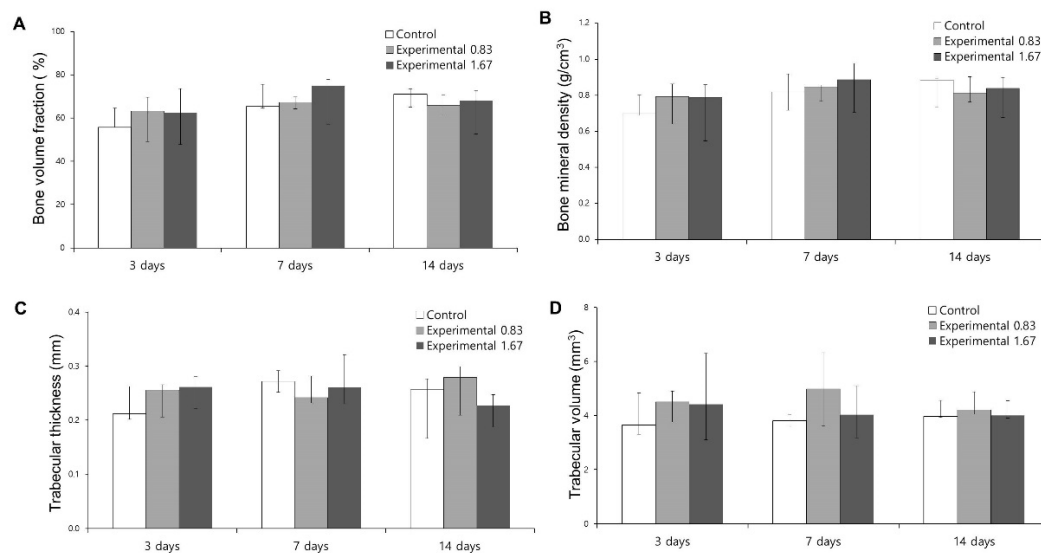 A
Bone volume fraction ( %)
100
80
60
40
20
0
Control
Experimental 0.83
Experimental 1.67
3 days
7 days
14 days
B
Bone mineral density (g/cm³)
1.2
1.0
0.8
0.6
0.4
0.2
0.0
Control
Experimental 0.83
Experimental 1.67
3 days
7 days
14 days
C
Trabecular thickness (mm)
0.4
0.3
0.2
0.1
0.0
Control
Experimental 0.83
Experimental 1.67
3 days
7 days
14 days
D
Trabecular volume (mm³)
8
6
4
2
0
Control
Experimental 0.83
Experimental 1.67
3 days
7 days
14 days